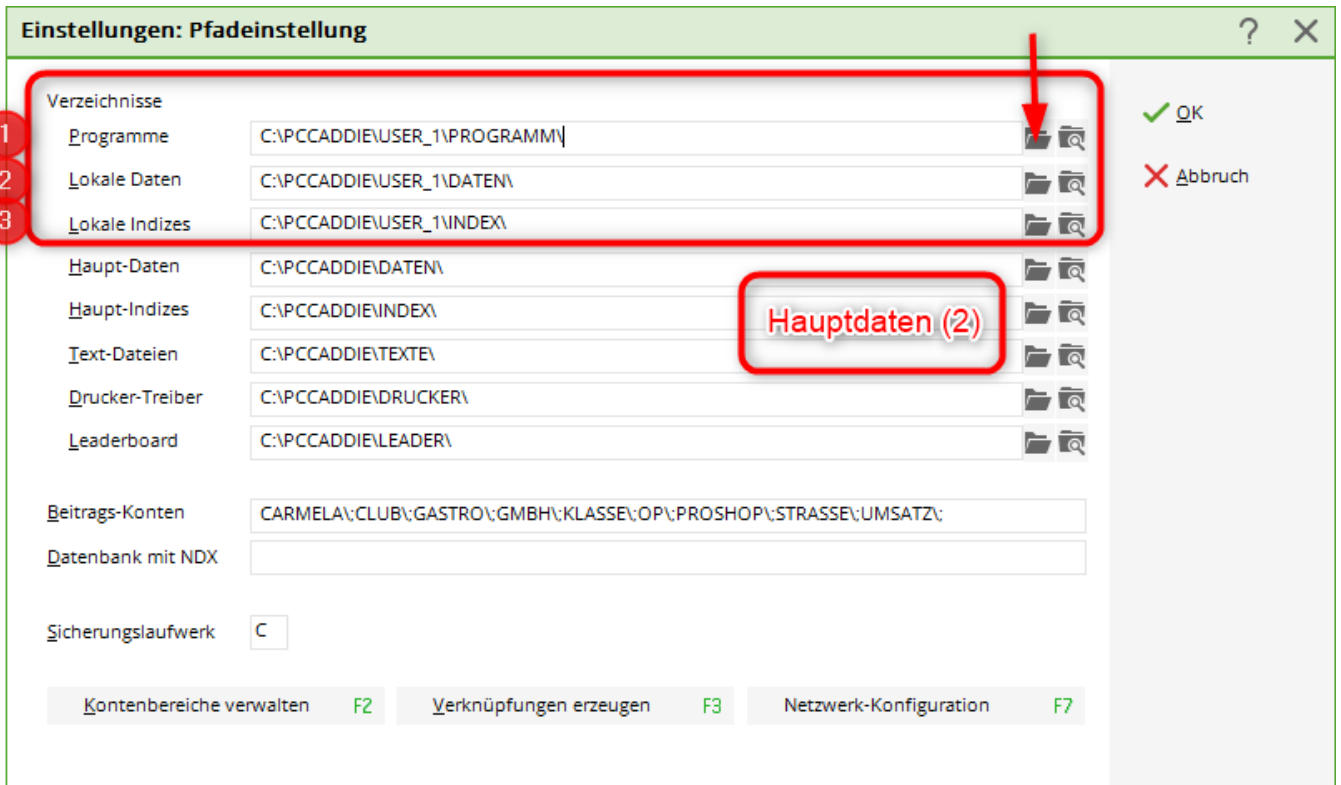 Einstellungen: Pfadeinstellung ?
Verzeichnisse
1 Programme C:\PCCADDIE\USER_1\PROGRAMM\
OK
2 Lokale Daten C:\PCCADDIE\USER_1\DATEN\
Abbruch
3 Lokale Indizes C:\PCCADDIE\USER_1\INDEX\
Haupt-Daten C:\PCCADDIE\DATEN\
Haupt-Indizes C:\PCCADDIE\INDEX\
Hauptdaten (2)
Text-Dateien C:\PCCADDIE\TEXTE\
Drucker-Treiber C:\PCCADDIE\DRUCKER\
Leaderboard C:\PCCADDIE\LEADER\
Beitrags-Konten CARMELA\;CLUB\;GASTRO\;GMBH\;KLASSE\;OP\;PROSHOP\;STRASSE\;UMSATZ\;
Datenbank mit NDX
Sicherungslaufwerk C
Kontenbereiche verwalten F2 Verknüpfungen erzeugen F3 Netzwerk-Konfiguration F7